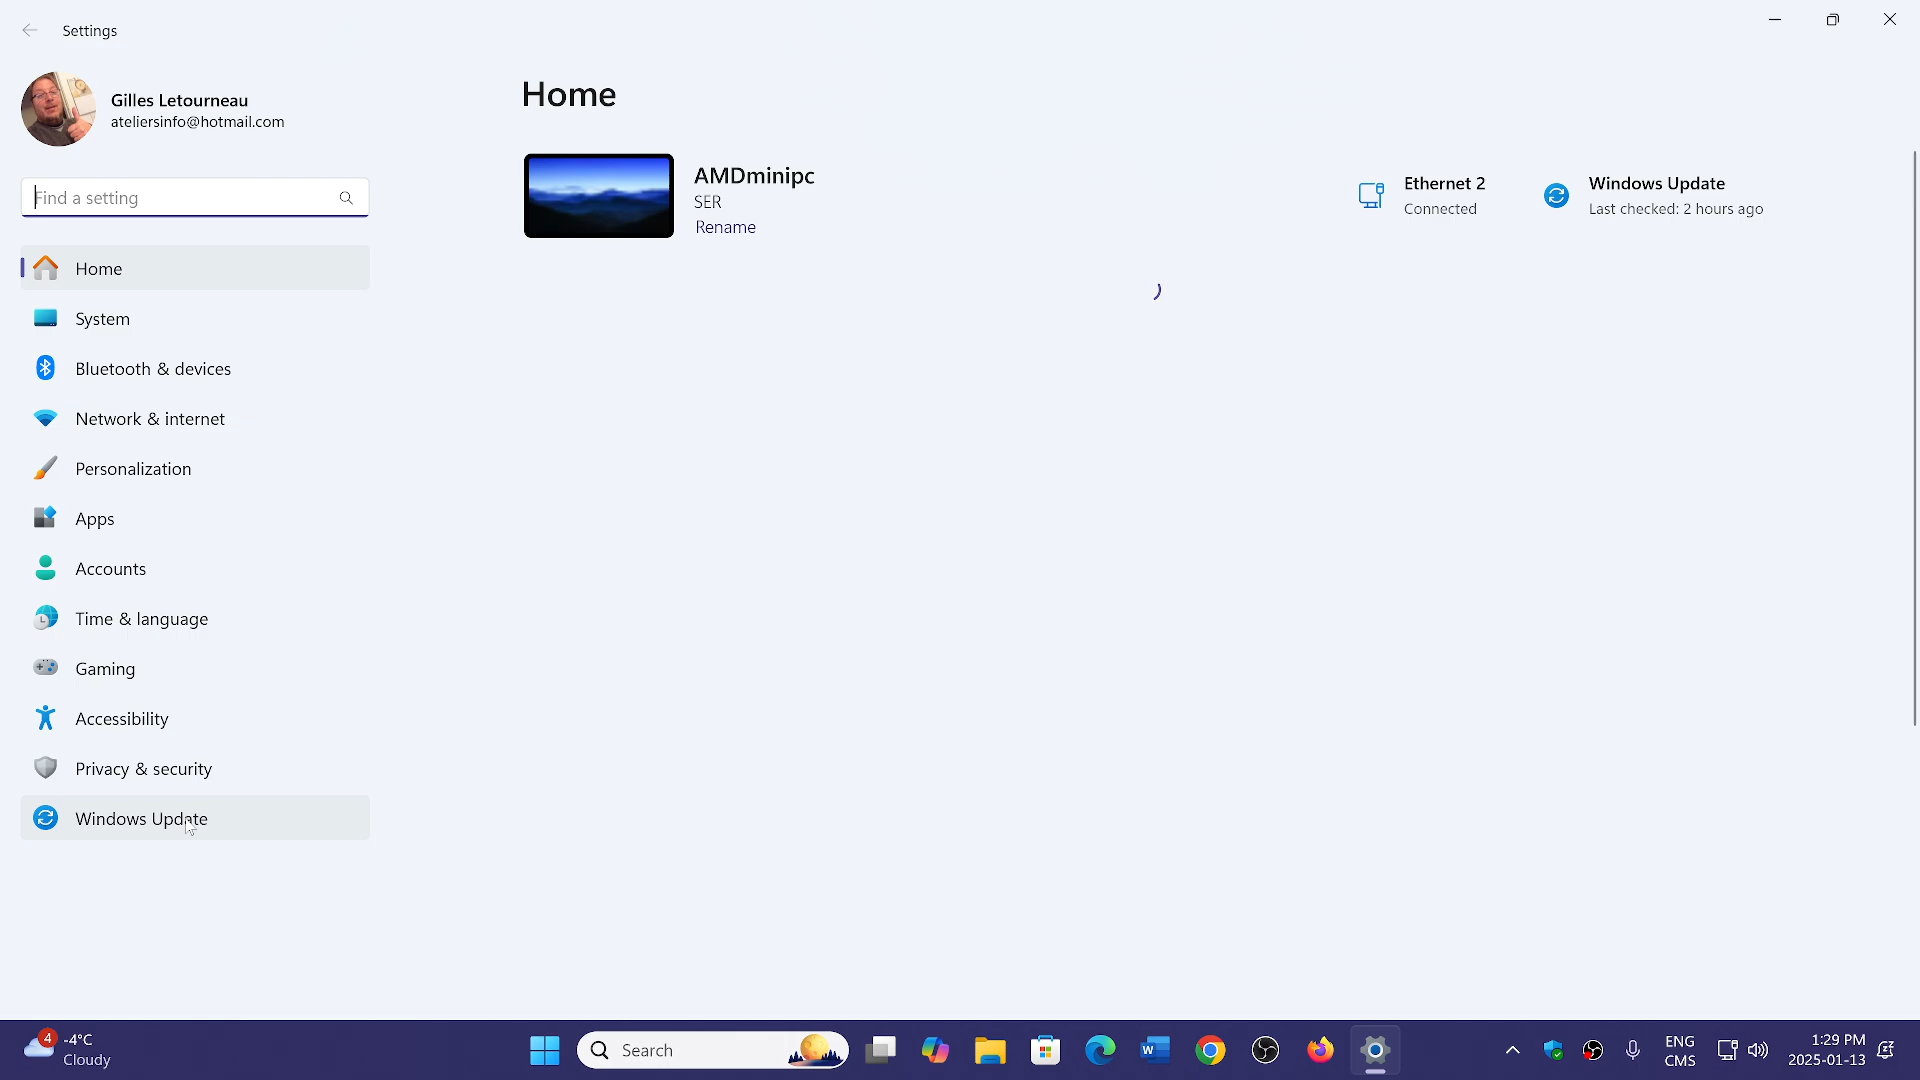 Settings
Gilles Letourneau
ateliersinfo@hotmail.com
Find a setting
Home
System
Bluetooth & devices
Network & internet
Personalization
Apps
Accounts
Time & language
Gaming
Accessibility
Privacy & security
Windows Update
Home
AMDminipc
SER
Rename
Ethernet 2
Connected
Windows Update
Last checked: 2 hours ago
4
-4°C
Cloudy
Search
ENG
CMS
1:29 PM
2025-01-13